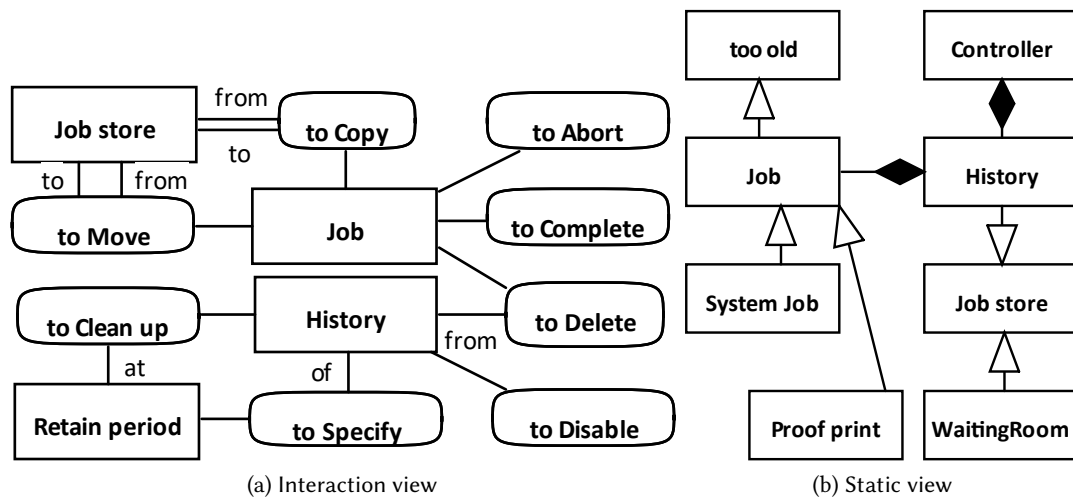 Job store
from
to
to Copy
to Abort
to
from
to Move
Job
to Complete
to Clean up
History
from
to Delete
at
of
Retain period
to Specify
to Disable
(a) Interaction view
too old
Controller
Job
History
System Job
Job store
Proof print
WaitingRoom
(b) Static view